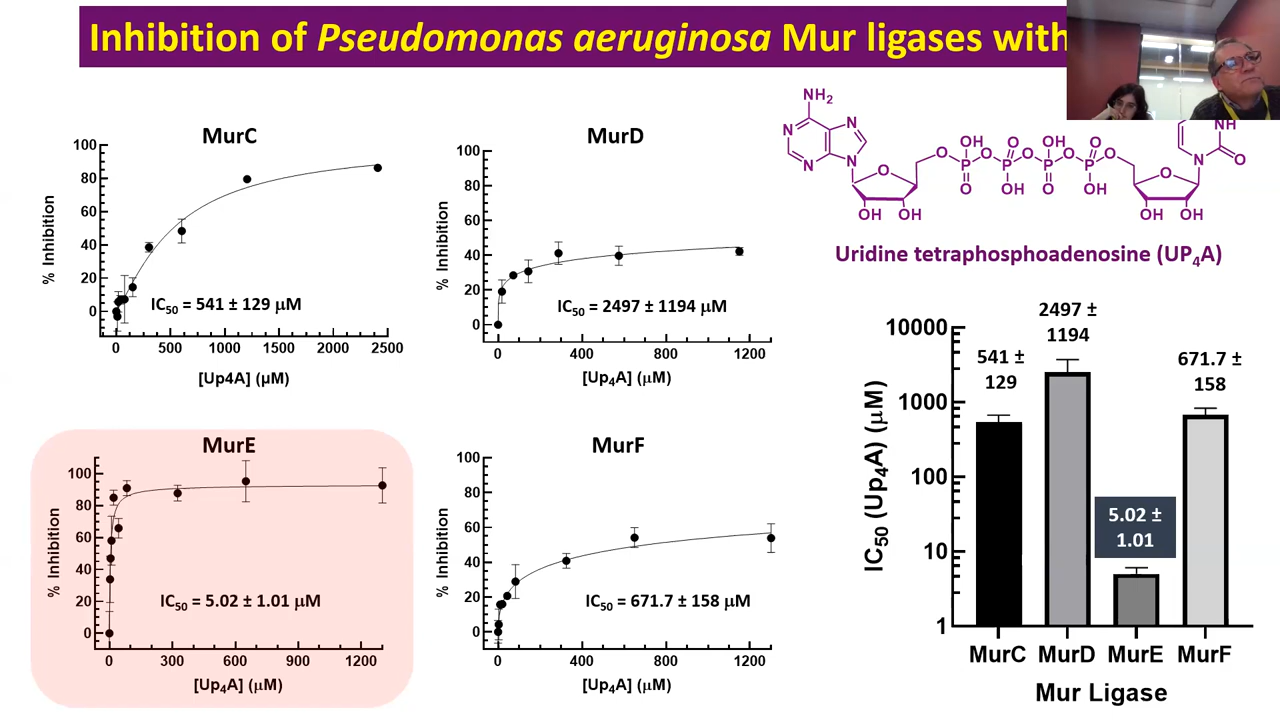 Inhibition of Pseudomonas aeruginosa Mur ligases with
MurC
% Inhibition
100
80
60
40
20
0
IC50 = 541 ± 129 µM
0 500 1000 1500 2000 2500
[Up4A] (µM)
MurD
% Inhibition
100
80
60
40
20
0
IC50 = 2497 ± 1194 µM
0 400 800 1200
[Up4A] (µM)
NH2
N
N
N
N
O
OH OH
O
P
OH
O
O
P
O
OH
O
P
OH
O
O
P
O
OH
O
O
OH OH
N
NH
O
Uridine tetraphosphoadenosine (UP4A)
MurE
% Inhibition
100
80
60
40
20
0
IC50 = 5.02 ± 1.01 µM
0 300 600 900 1200
[Up4A] (µM)
MurF
% Inhibition
100
80
60
40
20
0
IC50 = 671.7 ± 158 µM
0 400 800 1200
[Up4A] (µM)
IC50 (Up4A) (µM)
10000
1000
100
10
1
541 ±
129
2497 ±
1194
5.02 ±
1.01
671.7 ±
158
MurC MurD MurE MurF
Mur Ligase